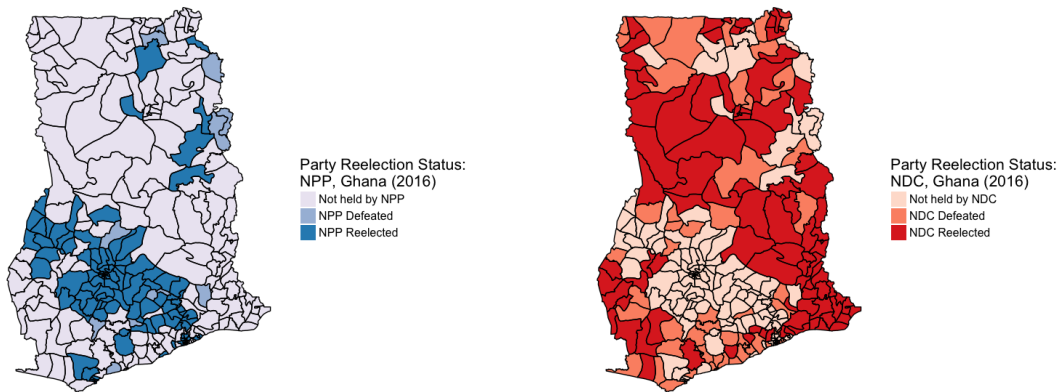 Party Reelection Status:
NPP, Ghana (2016)
Not held by NPP
NPP Defeated
NPP Reelected
Party Reelection Status:
NDC, Ghana (2016)
Not held by NDC
NDC Defeated
NDC Reelected